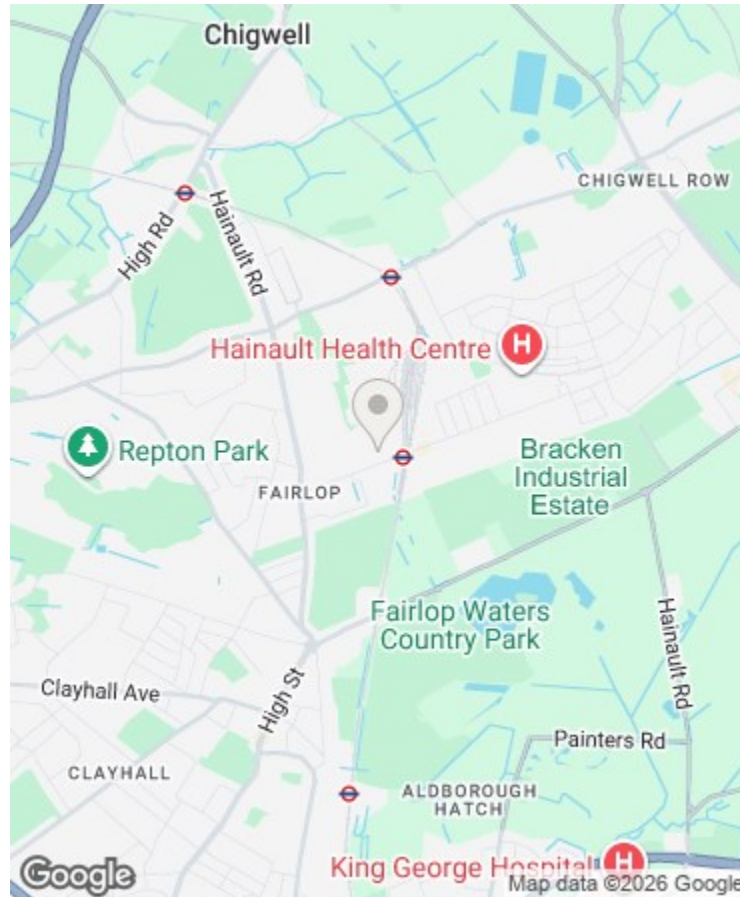 Chigwell
CHIGWELL ROW
High Rd
Hainault Rd
Hainault Health Centre
H
Repton Park
Bracken
Industrial
Estate
FAIRLOP
Fairlop Waters
Country Park
Hainault Rd
Clayhall Ave
High St
Painters Rd
CLAYHALL
ALDBOROUGH
HATCH
King George Hospital
H
Google
Map data ©2026 Google